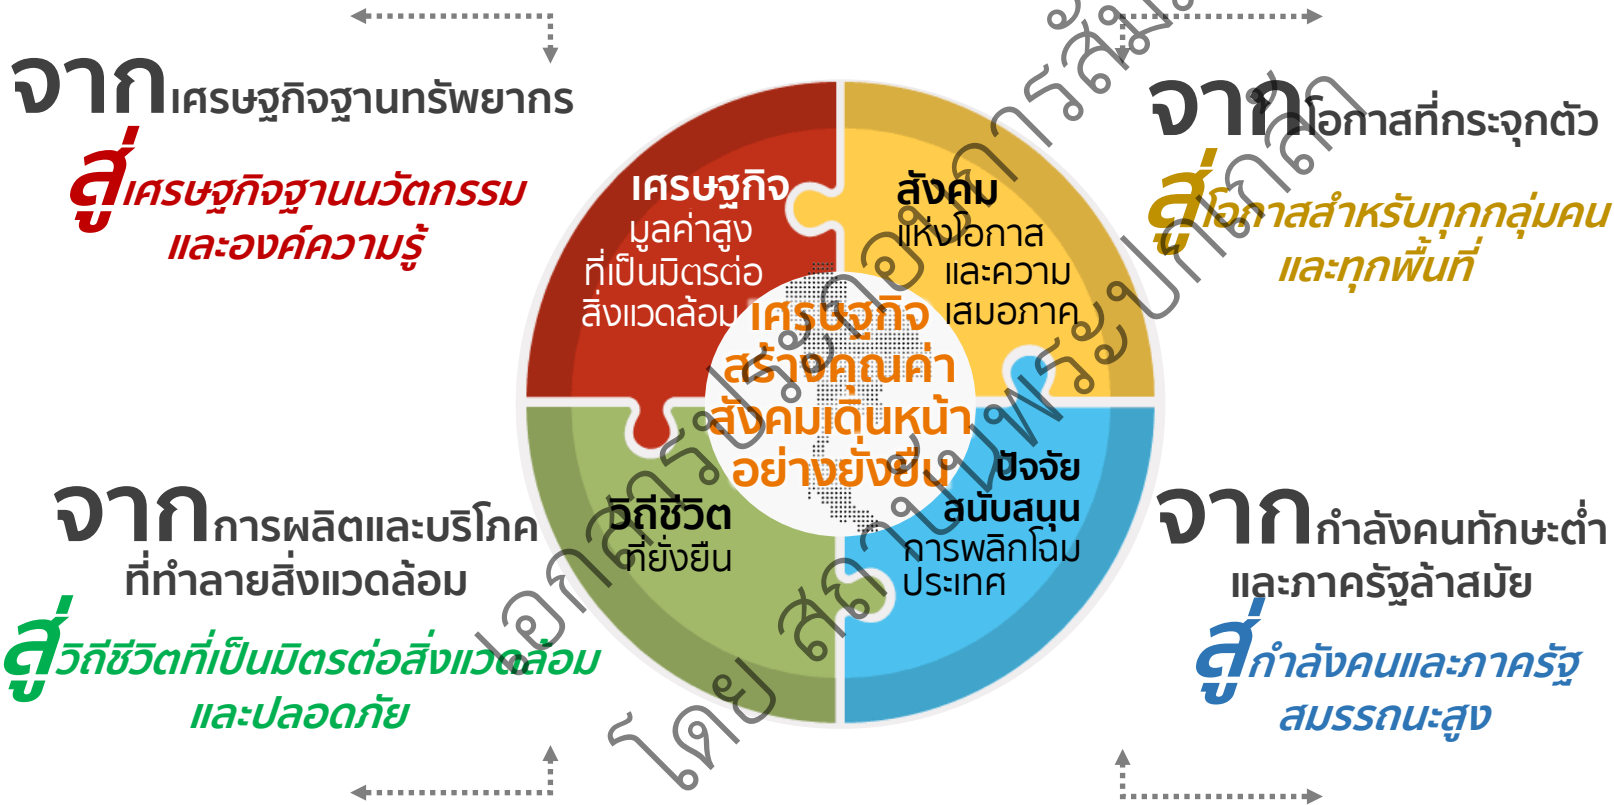 จากเศรษฐกิจฐานทรัพยากร
สู่เศรษฐกิจฐานนวัตกรรม
และองค์ความรู้
จากโอกาสที่กระจุกตัว
สู่โอกาสสำหรับทุกกลุ่มคน
และทุกพื้นที่
เศรษฐกิจ
มูลค่าสูง
ที่เป็นมิตรต่อ
สิ่งแวดล้อม
สังคม
แห่งโอกาส
และความ
เสมอภาค
เศรษฐกิจ
สร้างคุณค่า
สังคมเดินหน้า
อย่างยั่งยืน
วิถีชีวิต
ที่ยั่งยืน
ปัจจัย
สนับสนุน
การพลิกโฉม
ประเทศ
จากการผลิตและบริโภค
ที่ทำลายสิ่งแวดล้อม
สู่วิถีชีวิตที่เป็นมิตรต่อสิ่งแวดล้อม
และปลอดภัย
จากกำลังคนทักษะต่ำ
และภาครัฐล้าสมัย
สู่กำลังคนและภาครัฐ
สมรรถนะสูง
เอกสารประกอบการสัม
โดย สถาบันพระปกเกล้า